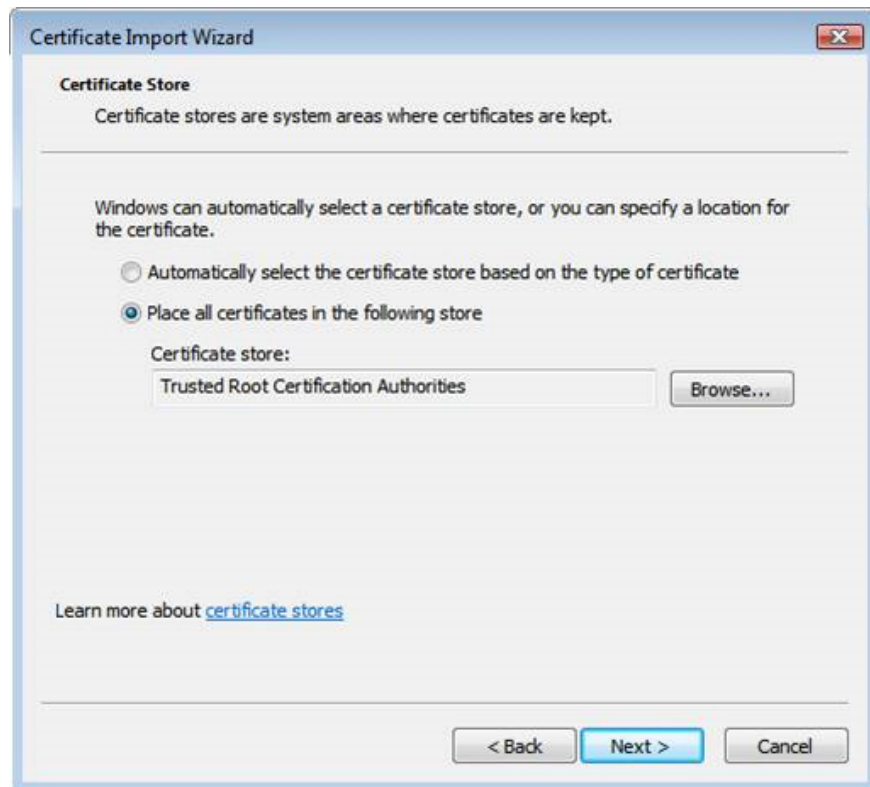 Certificate Import Wizard
Certificate Store
Certificate stores are system areas where certificates are kept.
Windows can automatically select a certificate store, or you can specify a location for
the certificate.
Automatically select the certificate store based on the type of certificate
Place all certificates in the following store
Certificate store:
Trusted Root Certification Authorities
Browse...
Learn more about certificate stores
< Back
Next >
Cancel